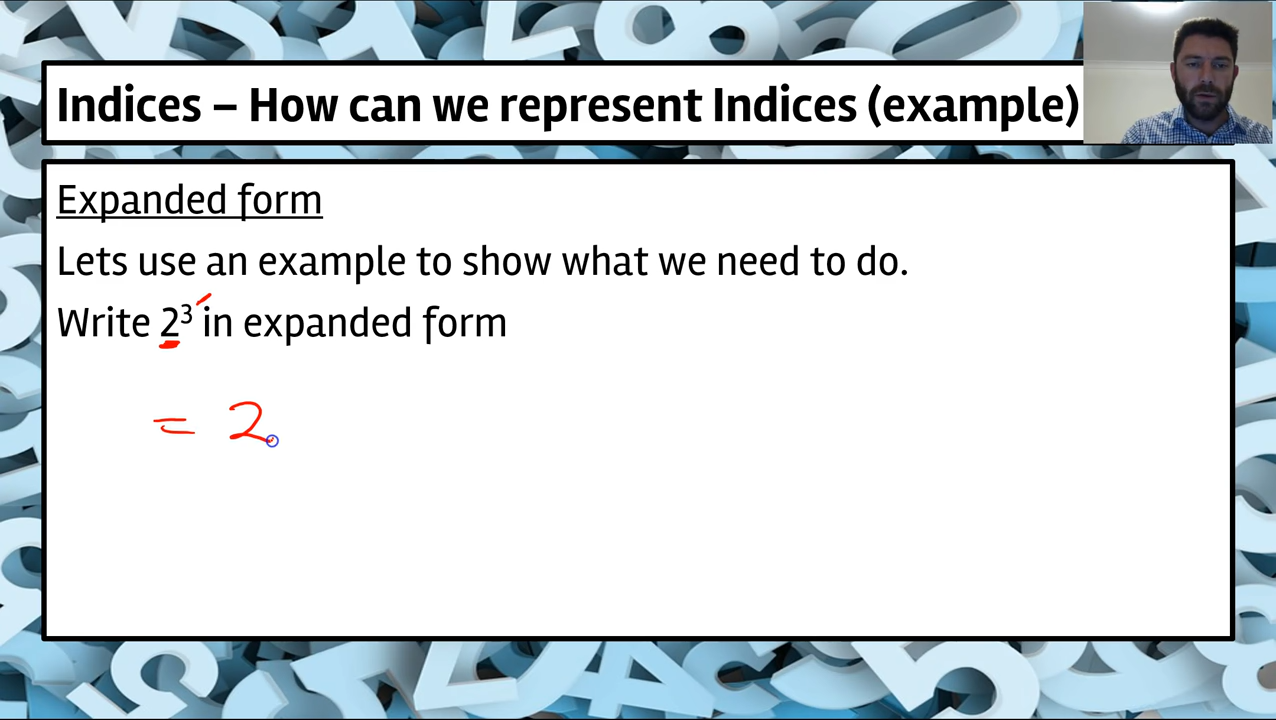 Indices – How can we represent Indices (example)
Expanded form
Lets use an example to show what we need to do.
Write 2³ in expanded form
= 2